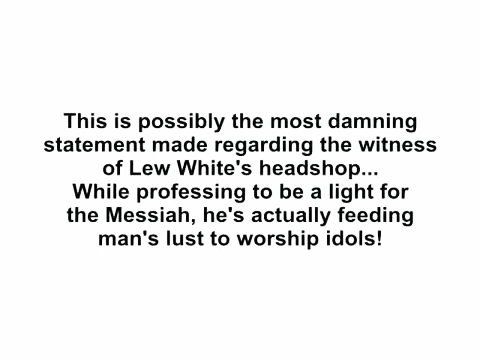 This is possibly the most damning
statement made regarding the witness
of Lew White's headshop...
While professing to be a light for
the Messiah, he's actually feeding
man's lust to worship idols!